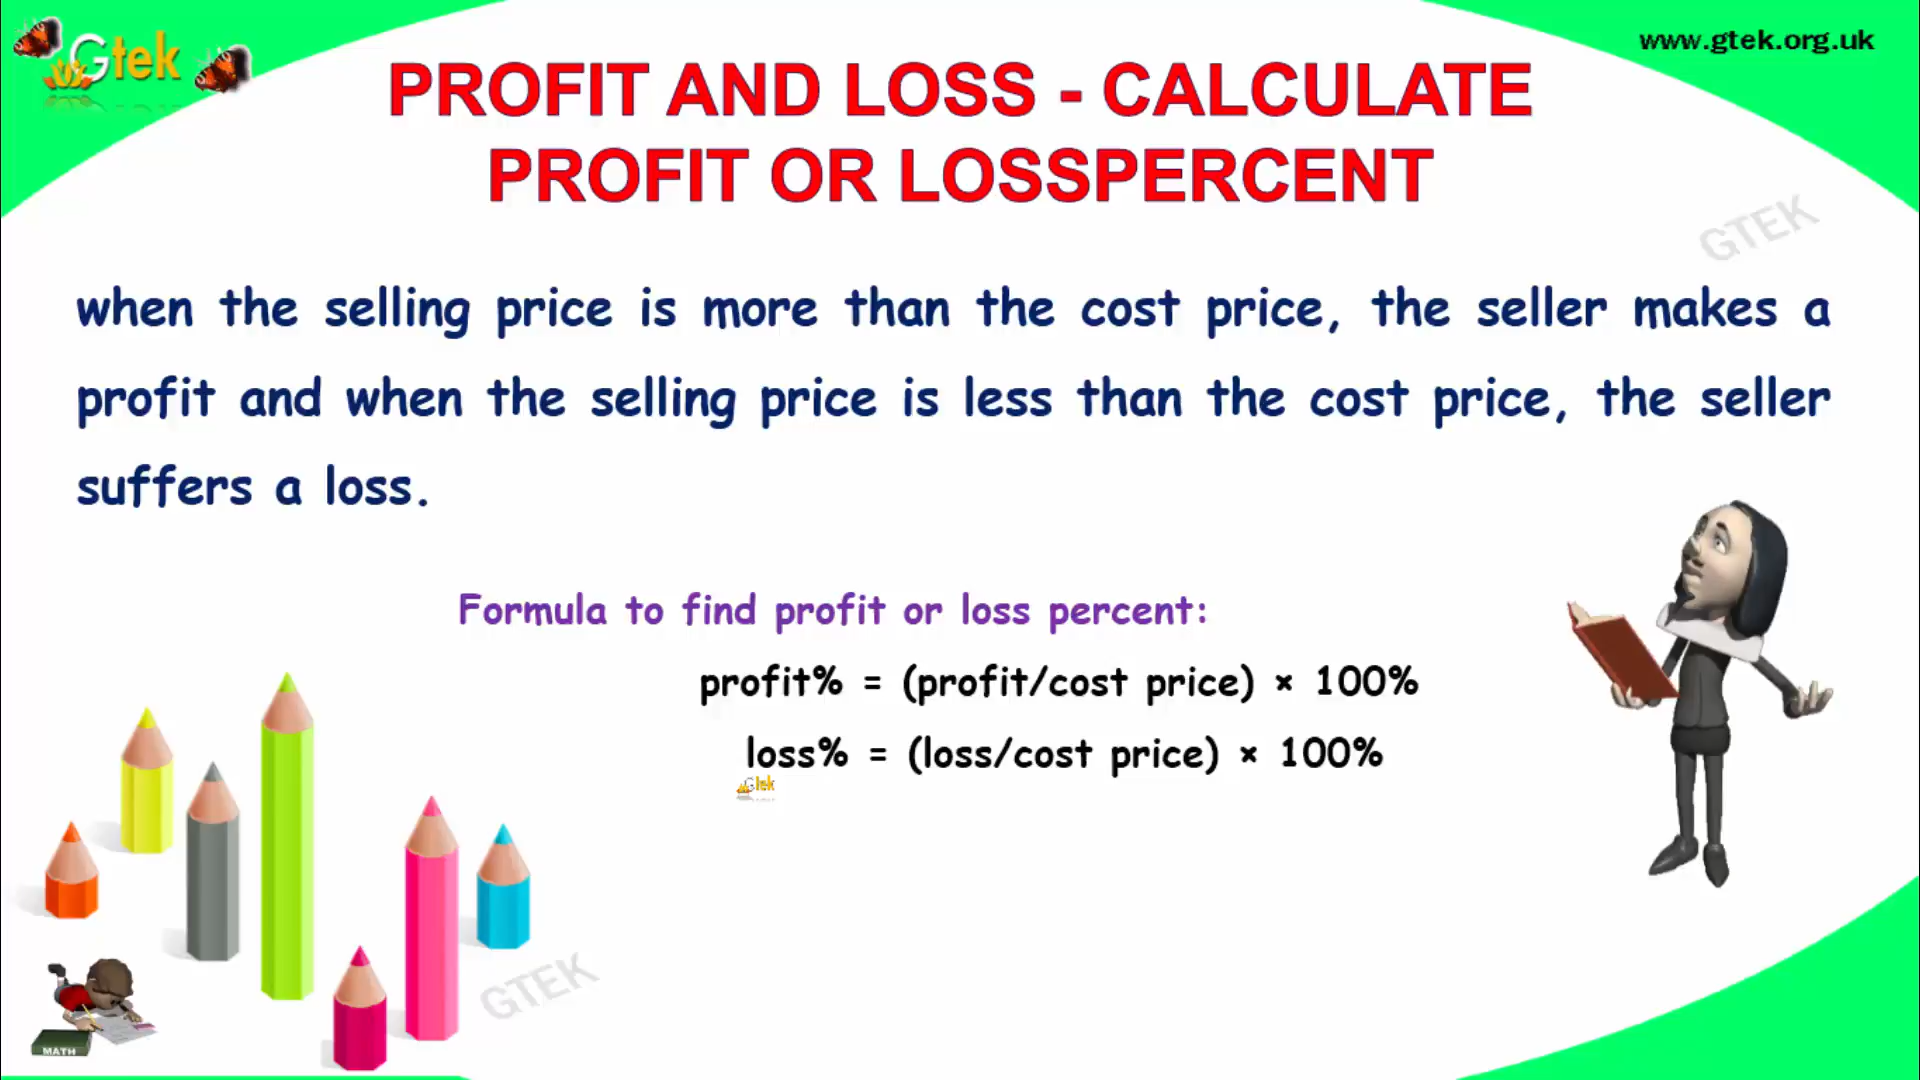 Gtek
www.gtek.org.uk
PROFIT AND LOSS - CALCULATE
PROFIT OR LOSSPERCENT
GTEK
when the selling price is more than the cost price, the seller makes a
profit and when the selling price is less than the cost price, the seller
suffers a loss.
Formula to find profit or loss percent:
profit% = (profit/cost price) × 100%
loss% = (loss/cost price) × 100%
Gtek
GTEK
MATH